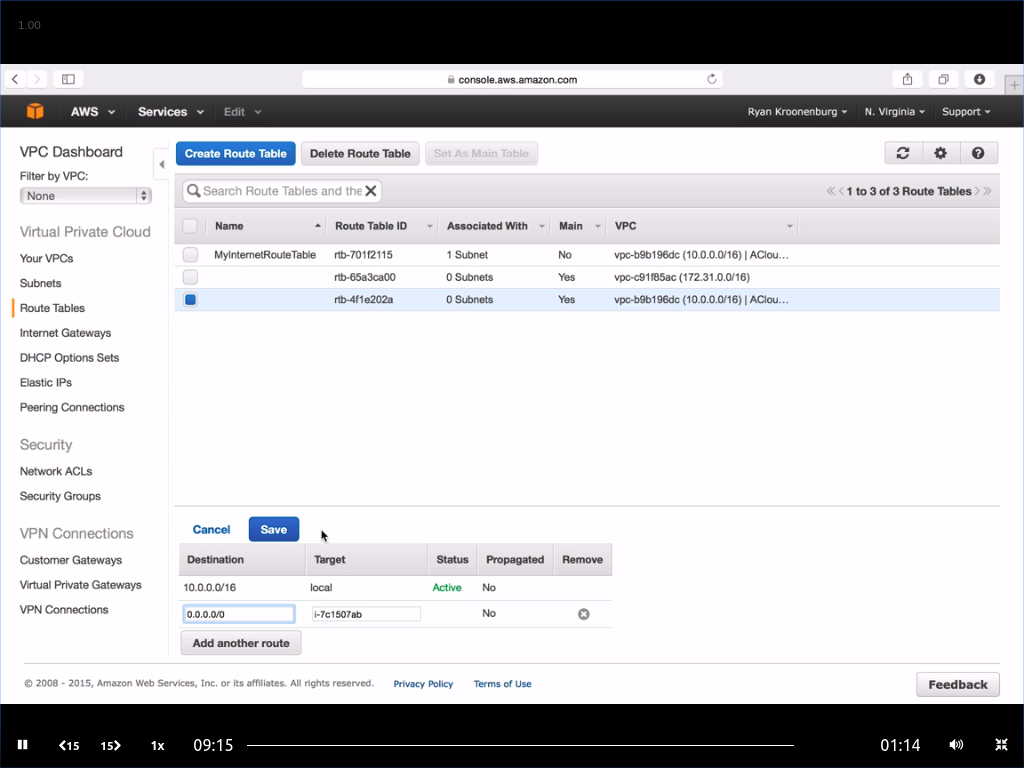 1.00
console.aws.amazon.com
AWS Services Edit Ryan Kroonenburg N. Virginia Support
VPC Dashboard
Filter by VPC:
None
Virtual Private Cloud
Your VPCs
Subnets
Route Tables
Internet Gateways
DHCP Options Sets
Elastic IPs
Peering Connections
Security
Network ACLs
Security Groups
VPN Connections
Customer Gateways
Virtual Private Gateways
VPN Connections
Create Route Table Delete Route Table Set As Main Table
Search Route Tables and the 1 to 3 of 3 Route Tables
Name Route Table ID Associated With Main VPC
MyInternetRouteTable rtb-701f2115 1 Subnet No vpc-b9b196dc (10.0.0.0/16) | AClou…
rtb-65a3ca00 0 Subnets Yes vpc-c91f85ac (172.31.0.0/16)
rtb-4f1e202a 0 Subnets Yes vpc-b9b196dc (10.0.0.0/16) | AClou…
Cancel Save
Destination Target Status Propagated Remove
10.0.0.0/16 local Active No
0.0.0.0/0 i-7c1507ab No
Add another route
© 2008 - 2015, Amazon Web Services, Inc. or its affiliates. All rights reserved. Privacy Policy Terms of Use
Feedback
15 15 1x 09:15 01:14